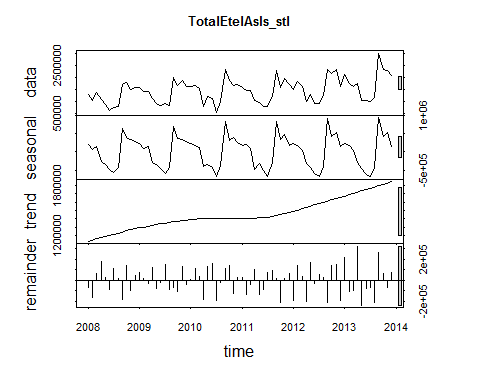 TotalEtelAsIs_stl
data
500000 2500000
seasonal
-5e+05 1e+06
trend
1200000 1800000
remainder
-2e+05 2e+05
2008 2009 2010 2011 2012 2013 2014
time